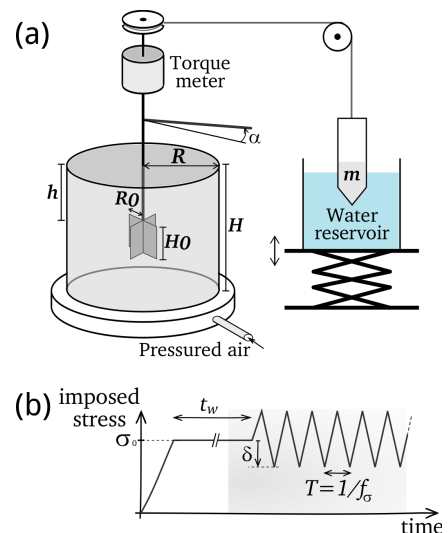 (a)
Torque
meter
α
R
h
R0
H
H0
m
Water
reservoir
Pressured air
(b)
imposed
stress
t_w
σ₀
δ
T=1/f_σ
time